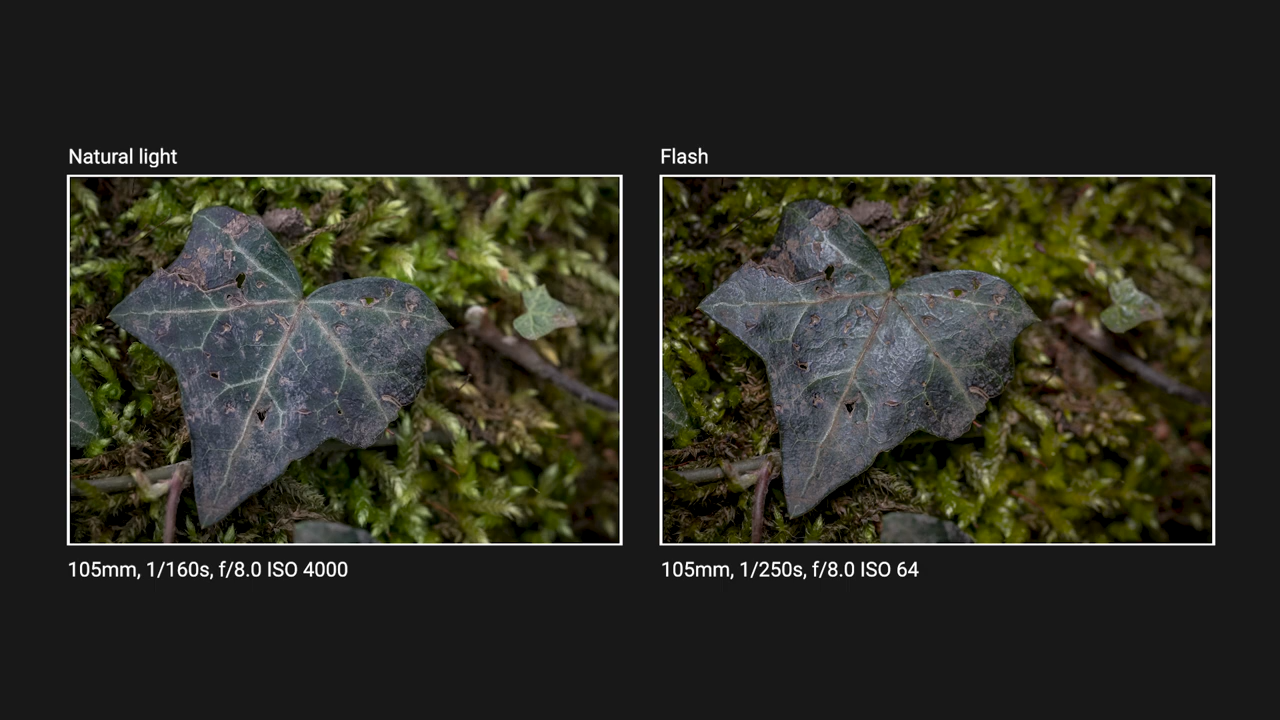 Natural light
Flash
105mm, 1/160s, f/8.0 ISO 4000
105mm, 1/250s, f/8.0 ISO 64